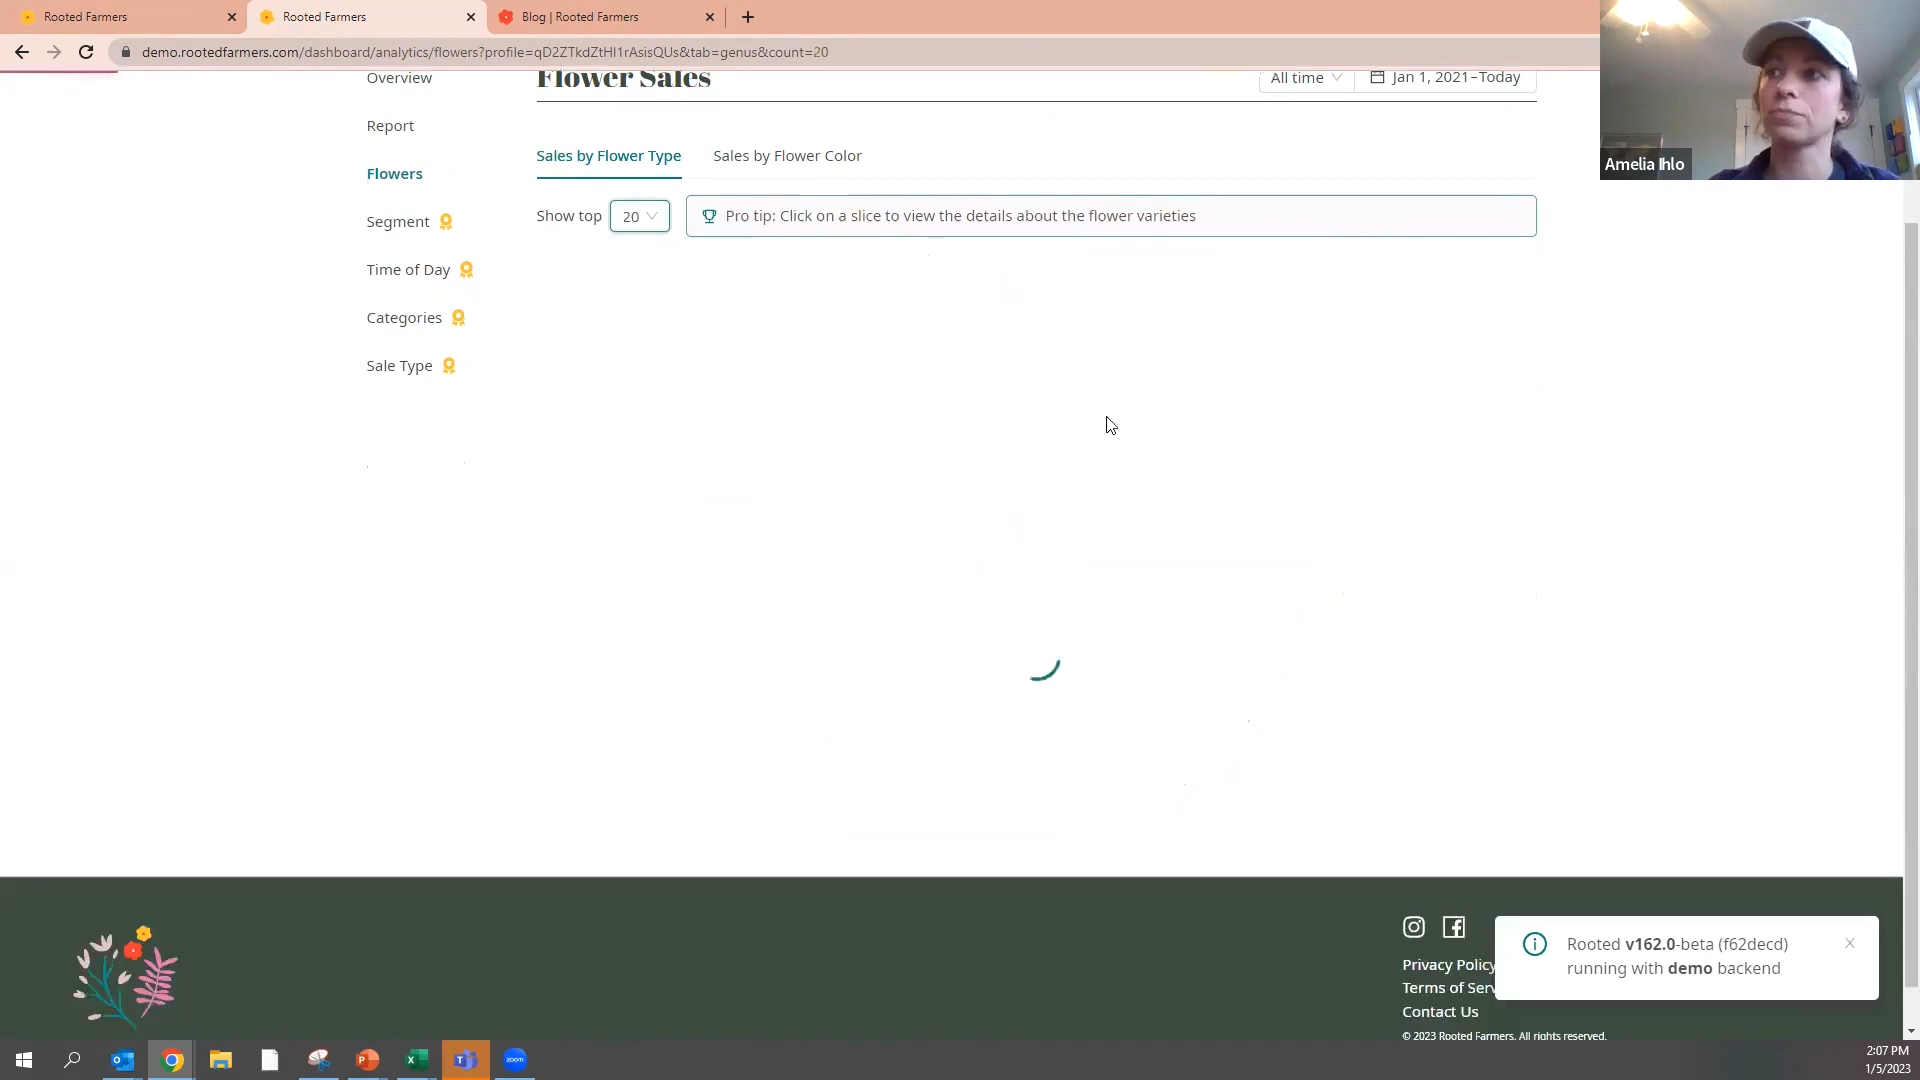 Rooted Farmers
Rooted Farmers
Blog | Rooted Farmers
demo.rootedfarmers.com/dashboard/analytics/flowers?profile=qD2ZTkdZtHl1rAsisQUs&tab=genus&count=20
Amelia Ihlo
Overview
Report
Flowers
Segment
Time of Day
Categories
Sale Type
Flower Sales
All time
Jan 1, 2021–Today
Sales by Flower Type
Sales by Flower Color
Show top
20
Pro tip: Click on a slice to view the details about the flower varieties
Privacy Policy
Terms of Serv
Contact Us
© 2023 Rooted Farmers. All rights reserved.
Rooted v162.0-beta (f62decd)
running with demo backend
zoom
2:07 PM
1/5/2023